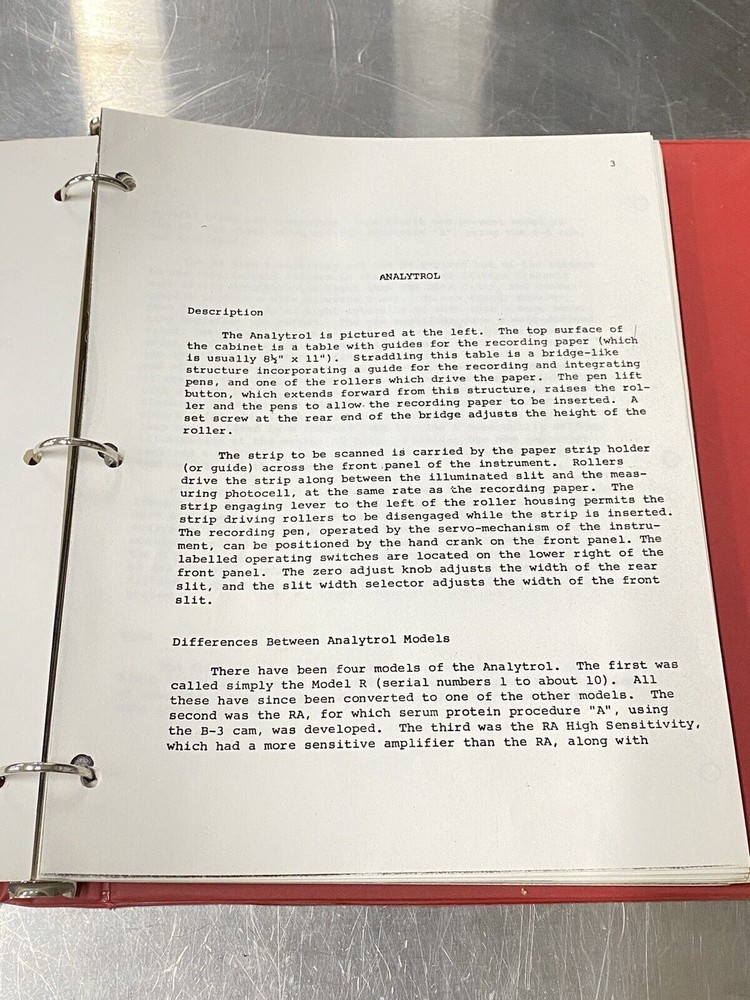 3
ANALYTROL
Description
The Analytrol is pictured at the left. The top surface of
the cabinet is a table with guides for the recording paper (which
is usually 8½" x 11"). Straddling this table is a bridge-like
structure incorporating a guide for the recording and integrating
pens, and one of the rollers which drive the paper. The pen lift
button, which extends forward from this structure, raises the rol-
ler and the pens to allow the recording paper to be inserted. A
set screw at the rear end of the bridge adjusts the height of the
roller.
The strip to be scanned is carried by the paper strip holder
(or guide) across the front panel of the instrument. Rollers
drive the strip along between the illuminated slit and the meas-
uring photocell, at the same rate as the recording paper. The
strip engaging lever to the left of the roller housing permits the
strip driving rollers to be disengaged while the strip is inserted.
The recording pen, operated by the servo-mechanism of the instru-
ment, can be positioned by the hand crank on the front panel. The
labelled operating switches are located on the lower right of the
front panel. The zero adjust knob adjusts the width of the rear
slit, and the slit width selector adjusts the width of the front
slit.
Differences Between Analytrol Models
There have been four models of the Analytrol. The first was
called simply the Model R (serial numbers 1 to about 10). All
these have since been converted to one of the other models. The
second was the RA, for which serum protein procedure "A", using
the B-3 cam, was developed. The third was the RA High Sensitivity,
which had a more sensitive amplifier than the RA, along with